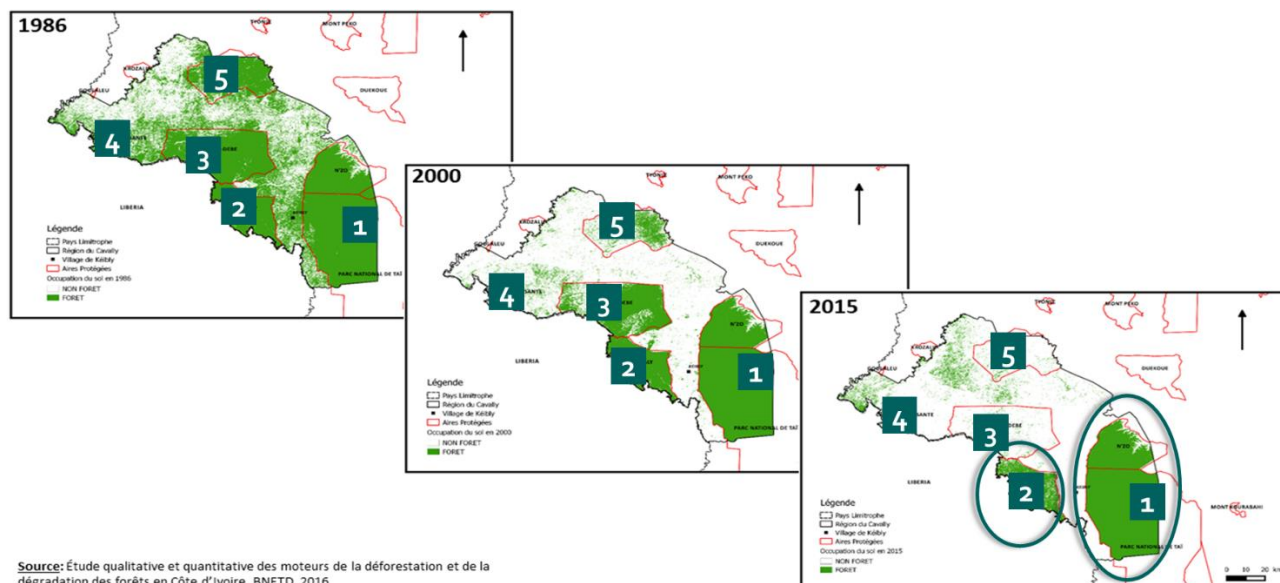 1986
MONT PEKO
DUEKOUE
5
4
SANTE
3
DEBE
N'ZO
2
1
LIBERIA
PARC NATIONAL DE TAÏ
Légende
Pays Limitrophe
Région du Cavally
Village de Kéibly
Aires Protégées
Occupation du sol en 1986
NON FORET
FORET
2000
MONT PEKO
DUEKOUE
5
4
SANTE
3
DEBE
N'ZO
2
1
LIBERIA
PARC NATIONAL DE TAÏ
Légende
Pays Limitrophe
Région du Cavally
Village de Kéibly
Aires Protégées
Occupation du sol en 2000
NON FORET
FORET
2015
MONT PEKO
DUEKOUE
5
4
SANTE
3
DEBE
N'ZO
2
1
LIBERIA
MONT KOURABAHI
PARC NATIONAL DE TAÏ
Légende
Pays Limitrophe
Région du Cavally
Village de Kéibly
Aires Protégées
Occupation du sol en 2015
NON FORET
FORET
0 10 20
Source: Étude qualitative et quantitative des moteurs de la déforestation et de la
dégradation des forêts en Côte d'Ivoire, BNETD, 2016